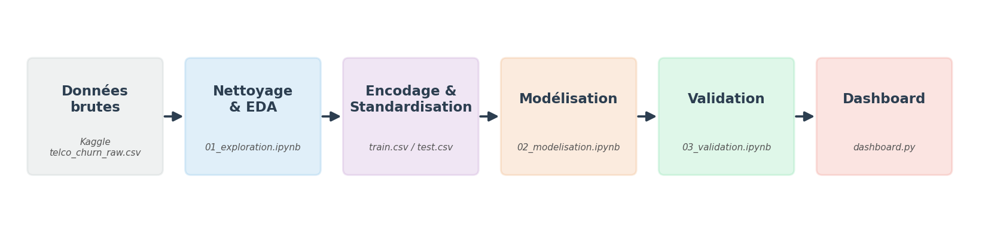 Données
brutes
Kaggle
telco_churn_raw.csv
Nettoyage
& EDA
01_exploration.ipynb
Encodage &
Standardisation
train.csv / test.csv
Modélisation
02_modelisation.ipynb
Validation
03_validation.ipynb
Dashboard
dashboard.py